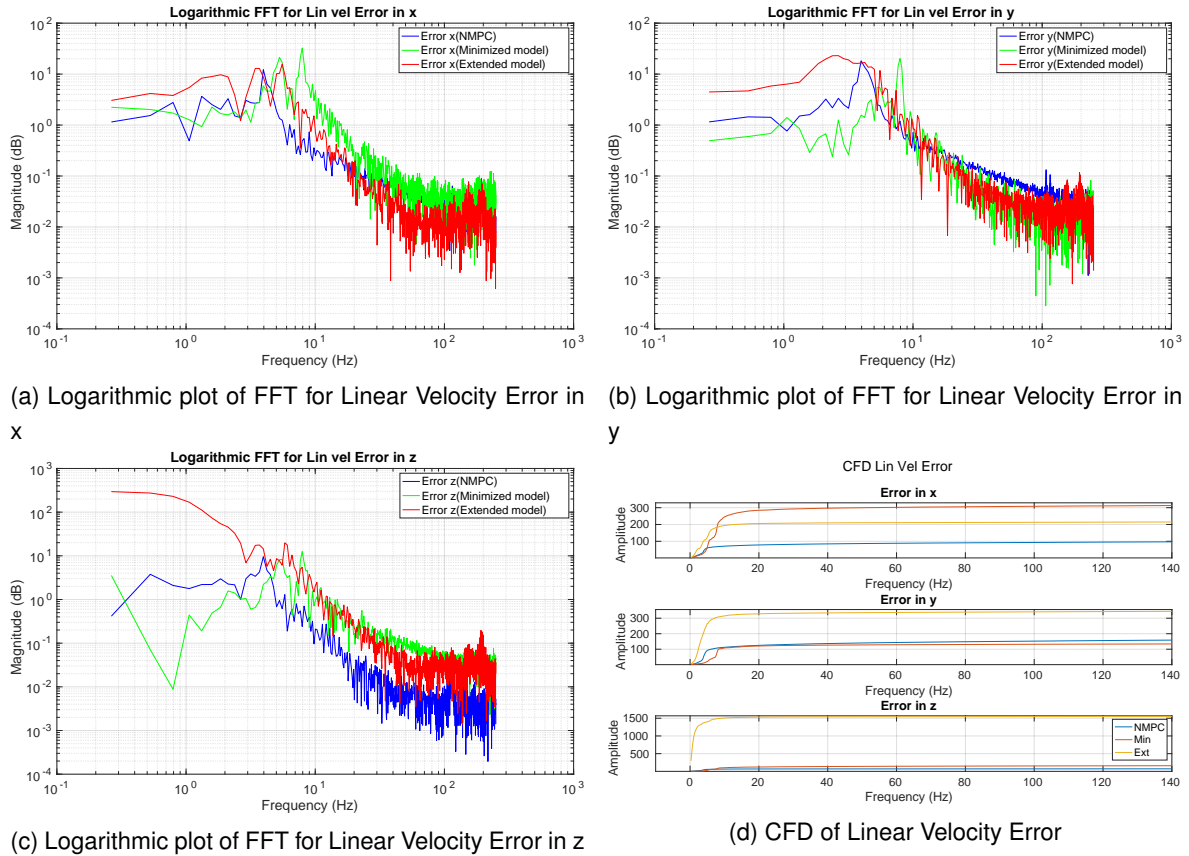 Logarithmic FFT for Lin vel Error in x
Error x(NMPC)
Error x(Minimized model)
Error x(Extended model)
Magnitude (dB)
10^2
10^1
10^0
10^-1
10^-2
10^-3
10^-4
10^-1 10^0 10^1 10^2 10^3
Frequency (Hz)
(a) Logarithmic plot of FFT for Linear Velocity Error in
x
Logarithmic FFT for Lin vel Error in y
Error y(NMPC)
Error y(Minimized model)
Error y(Extended model)
Magnitude (dB)
10^2
10^1
10^0
10^-1
10^-2
10^-3
10^-4
10^-1 10^0 10^1 10^2 10^3
Frequency (Hz)
(b) Logarithmic plot of FFT for Linear Velocity Error in
y
Logarithmic FFT for Lin vel Error in z
Error z(NMPC)
Error z(Minimized model)
Error z(Extended model)
Magnitude (dB)
10^3
10^2
10^1
10^0
10^-1
10^-2
10^-3
10^-4
10^-1 10^0 10^1 10^2 10^3
Frequency (Hz)
(c) Logarithmic plot of FFT for Linear Velocity Error in z
CFD Lin Vel Error
Error in x
Amplitude
300
200
100
0 20 40 60 80 100 120 140
Frequency (Hz)
Error in y
Amplitude
300
200
100
0 20 40 60 80 100 120 140
Frequency (Hz)
Error in z
Amplitude
1500
1000
500
NMPC
Min
Ext
0 20 40 60 80 100 120 140
Frequency (Hz)
(d) CFD of Linear Velocity Error